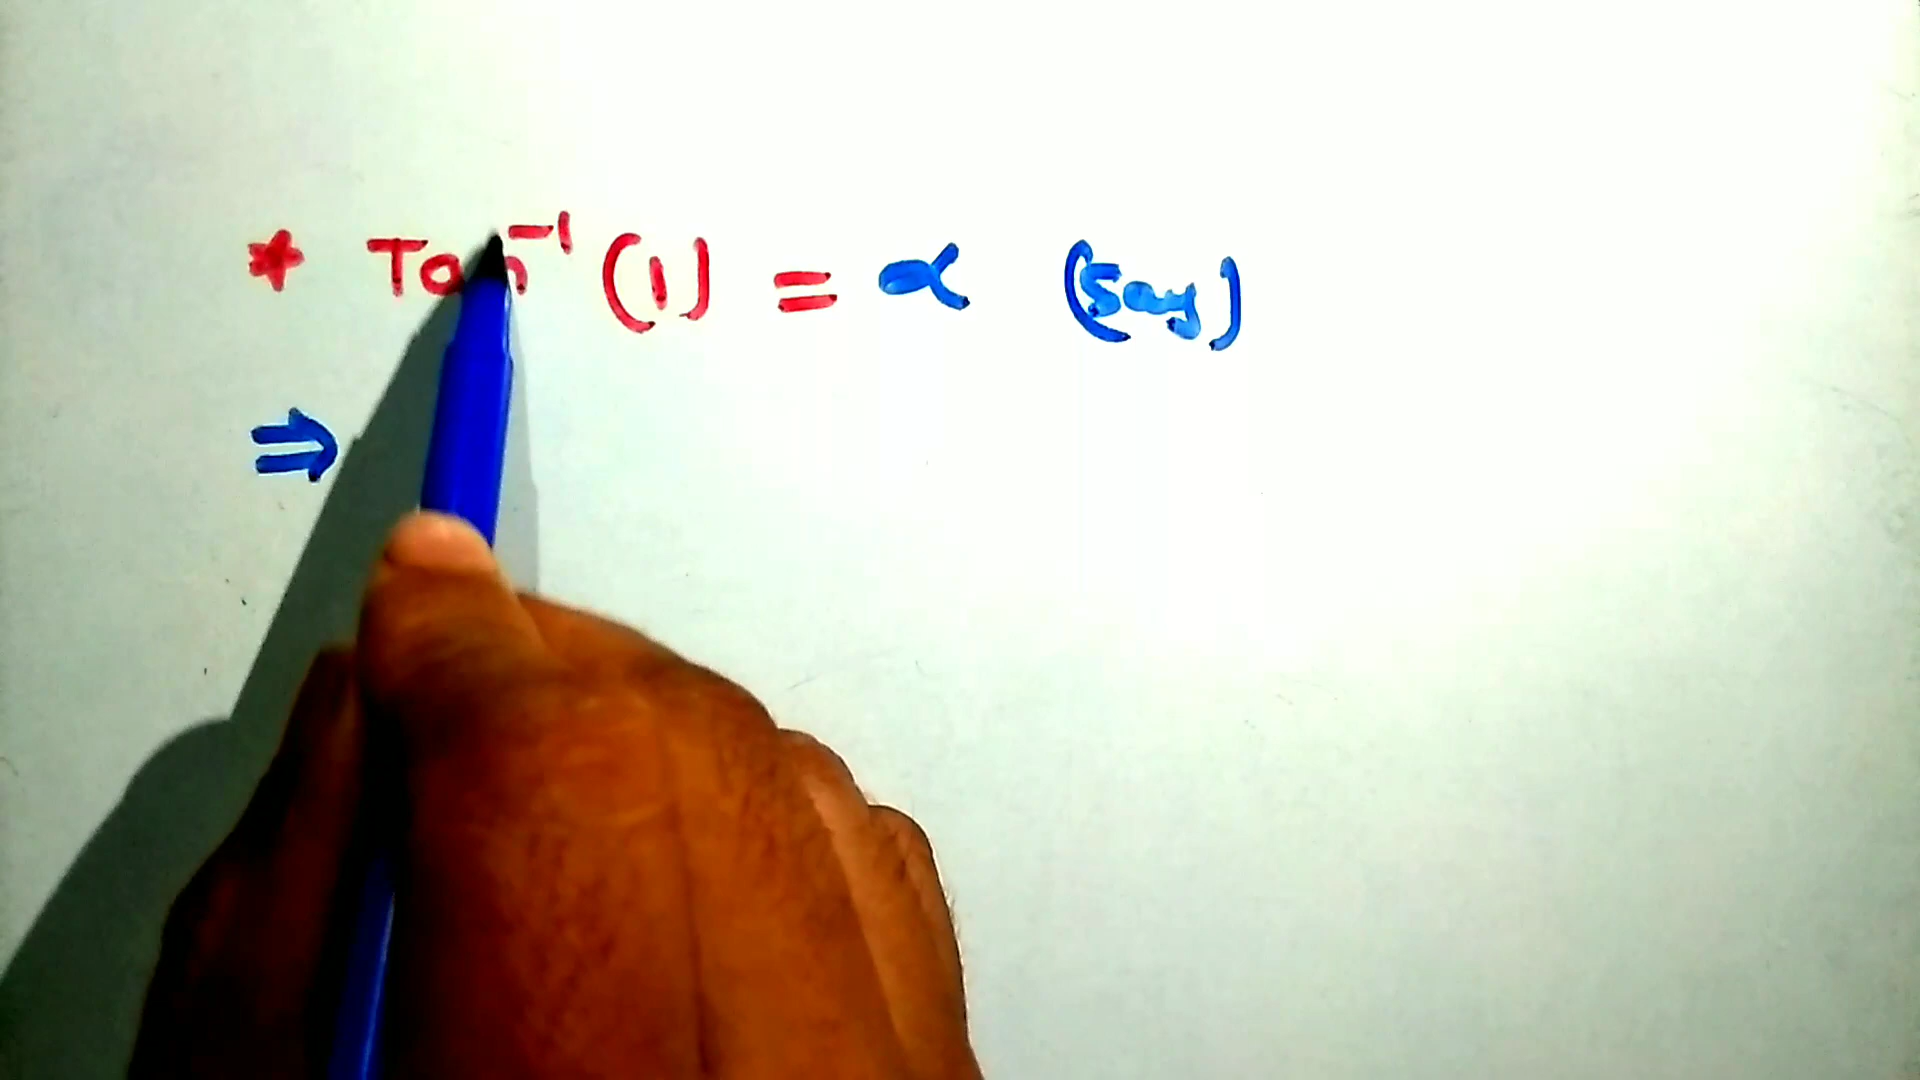 * Tan⁻¹ (1) = α (say)
⇒